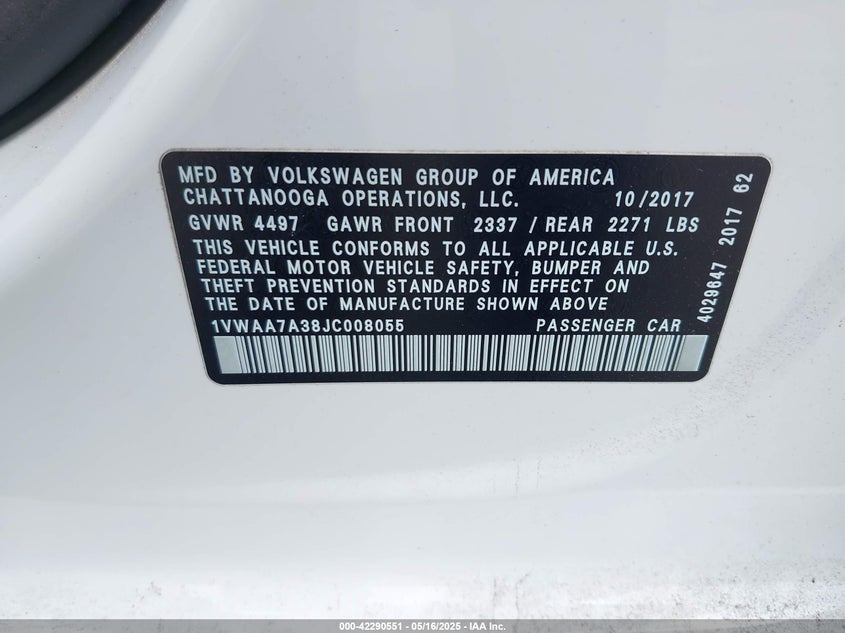 MFD BY VOLKSWAGEN GROUP OF AMERICA
CHATTANOOGA OPERATIONS, LLC. 10/2017
GVWR 4497 GAWR FRONT 2337 / REAR 2271 LBS
THIS VEHICLE CONFORMS TO ALL APPLICABLE U.S.
FEDERAL MOTOR VEHICLE SAFETY, BUMPER AND
THEFT PREVENTION STANDARDS IN EFFECT ON
THE DATE OF MANUFACTURE SHOWN ABOVE
1VWAA7A38JC008055 PASSENGER CAR
4029647 2017 62
000-42290551 - 05/16/2025 - IAA Inc.